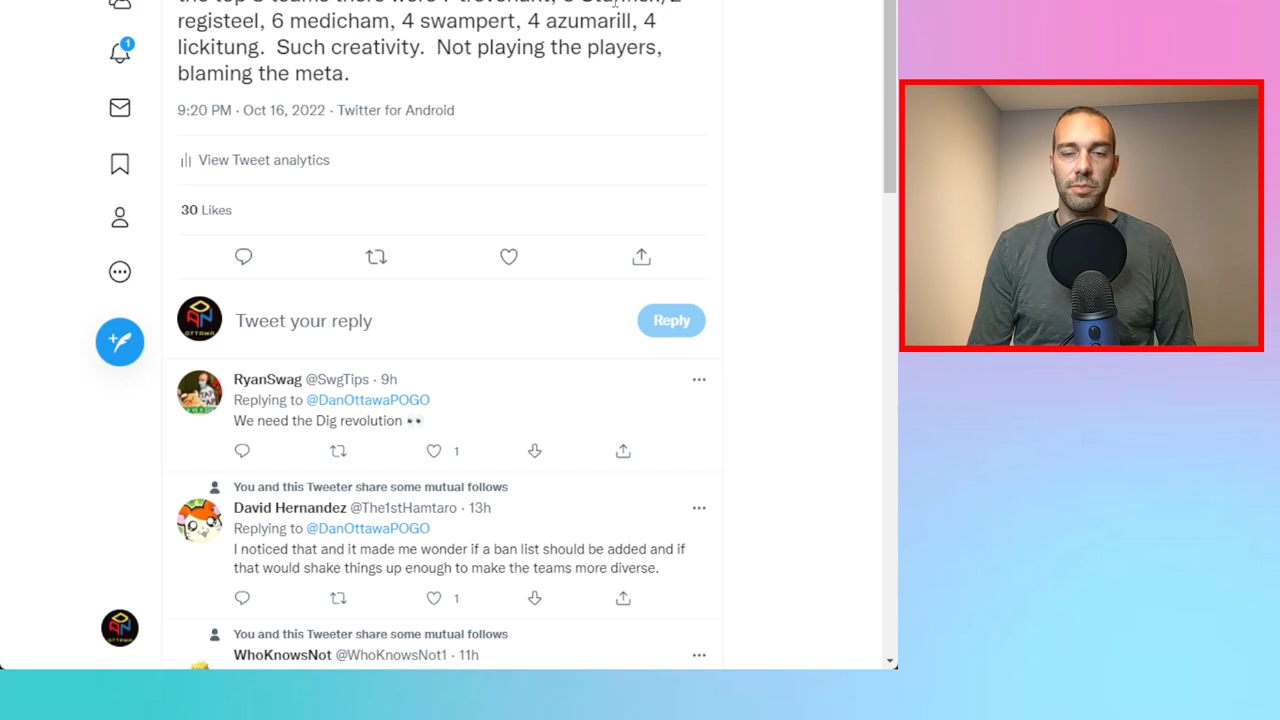 registeel, 6 medicham, 4 swampert, 4 azumarill, 4
lickitung. Such creativity. Not playing the players,
blaming the meta.
9:20 PM · Oct 16, 2022 · Twitter for Android
View Tweet analytics
30 Likes
Tweet your reply
Reply
RyanSwag @SwgTips · 9h
Replying to @DanOttawaPOGO
We need the Dig revolution 👀
1
You and this Tweeter share some mutual follows
David Hernandez @The1stHamtaro · 13h
Replying to @DanOttawaPOGO
I noticed that and it made me wonder if a ban list should be added and if
that would shake things up enough to make the teams more diverse.
1
You and this Tweeter share some mutual follows
WhoKnowsNot @WhoKnowsNot1 · 11h
1